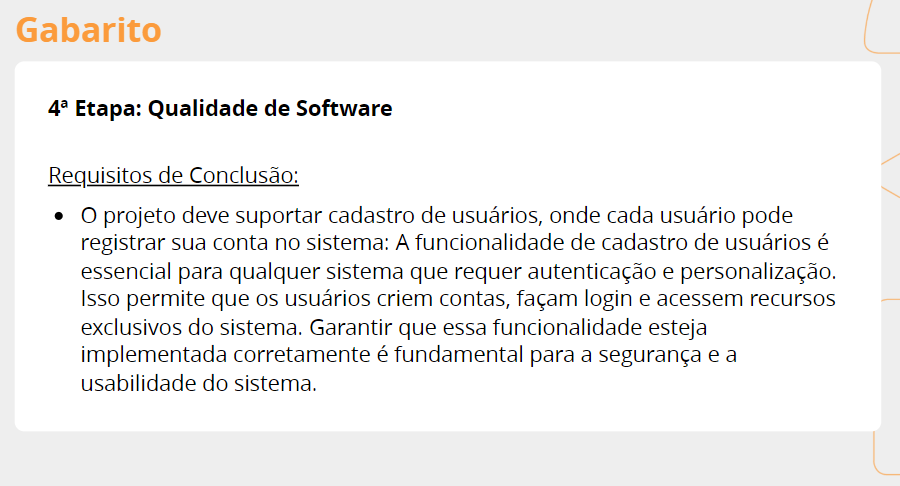 Gabarito
4ª Etapa: Qualidade de Software
Requisitos de Conclusão:
• O projeto deve suportar cadastro de usuários, onde cada usuário pode
registrar sua conta no sistema: A funcionalidade de cadastro de usuários é
essencial para qualquer sistema que requer autenticação e personalização.
Isso permite que os usuários criem contas, façam login e acessem recursos
exclusivos do sistema. Garantir que essa funcionalidade esteja
implementada corretamente é fundamental para a segurança e a
usabilidade do sistema.